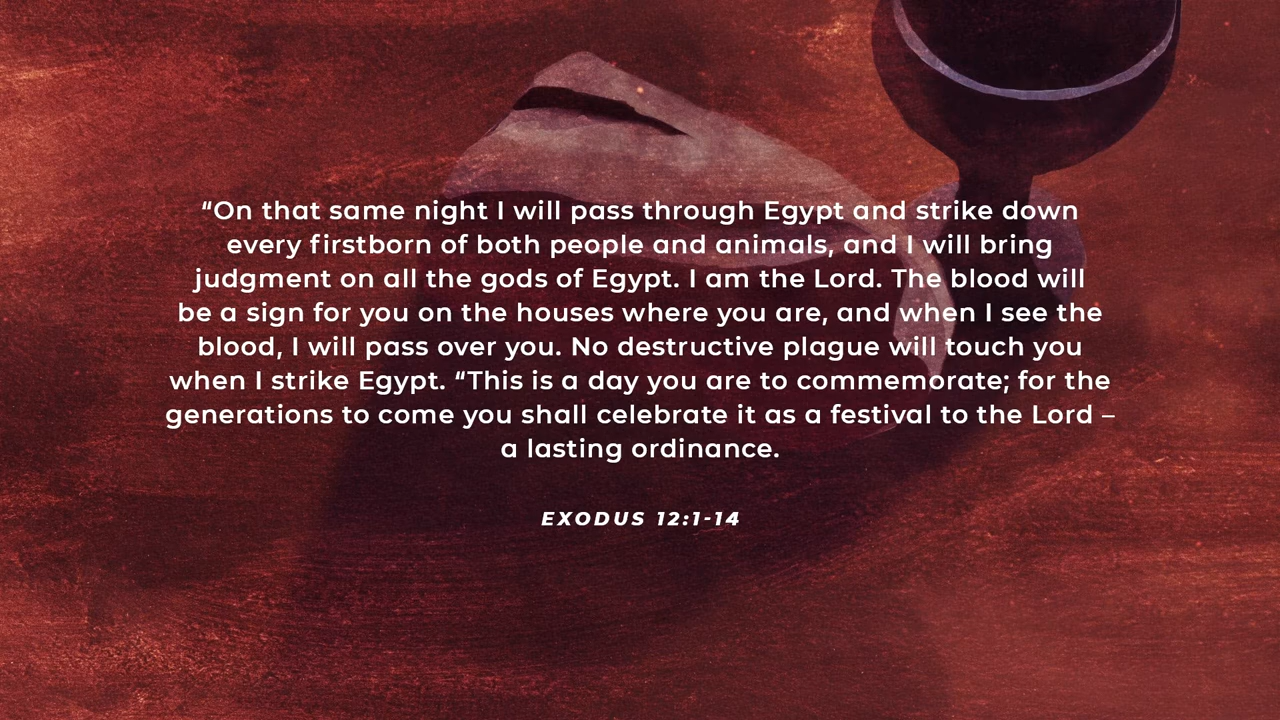 “On that same night I will pass through Egypt and strike down
every firstborn of both people and animals, and I will bring
judgment on all the gods of Egypt. I am the Lord. The blood will
be a sign for you on the houses where you are, and when I see the
blood, I will pass over you. No destructive plague will touch you
when I strike Egypt. “This is a day you are to commemorate; for the
generations to come you shall celebrate it as a festival to the Lord –
a lasting ordinance.
EXODUS 12:1-14